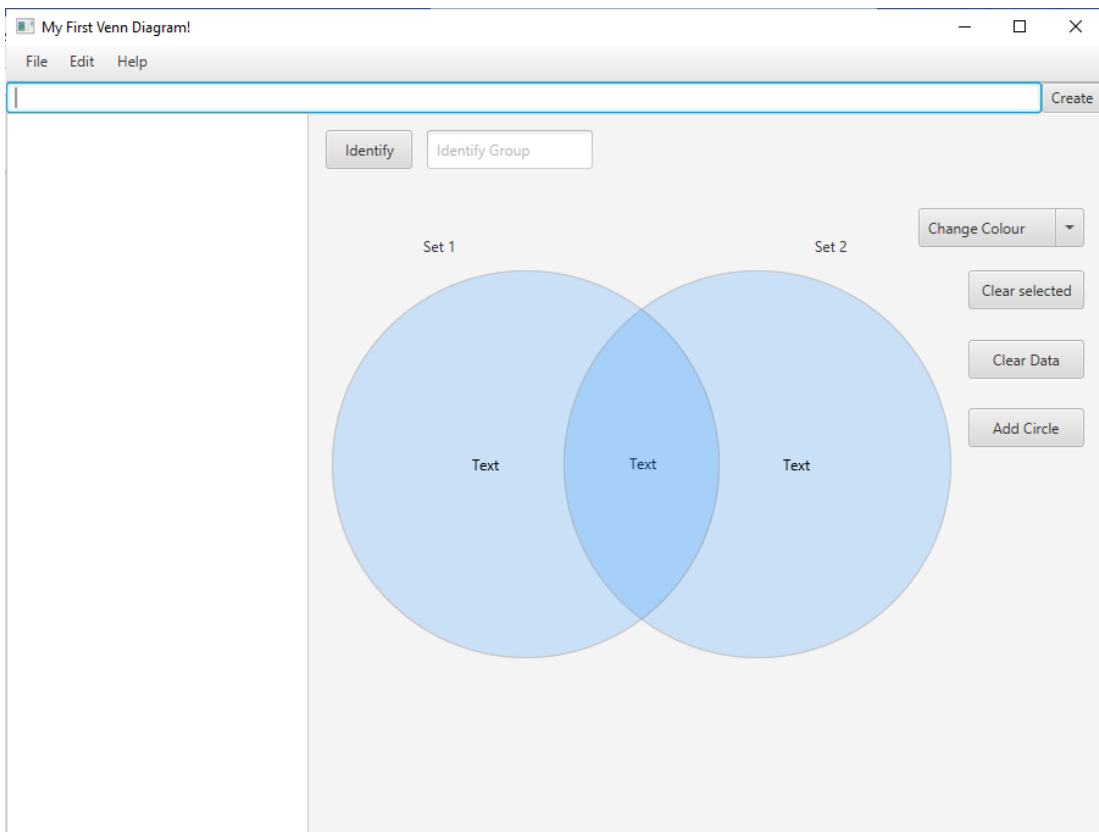 My First Venn Diagram!
File Edit Help
Create
Identify Identify Group
Change Colour
Set 1 Set 2
Clear selected
Clear Data
Add Circle
Text Text Text